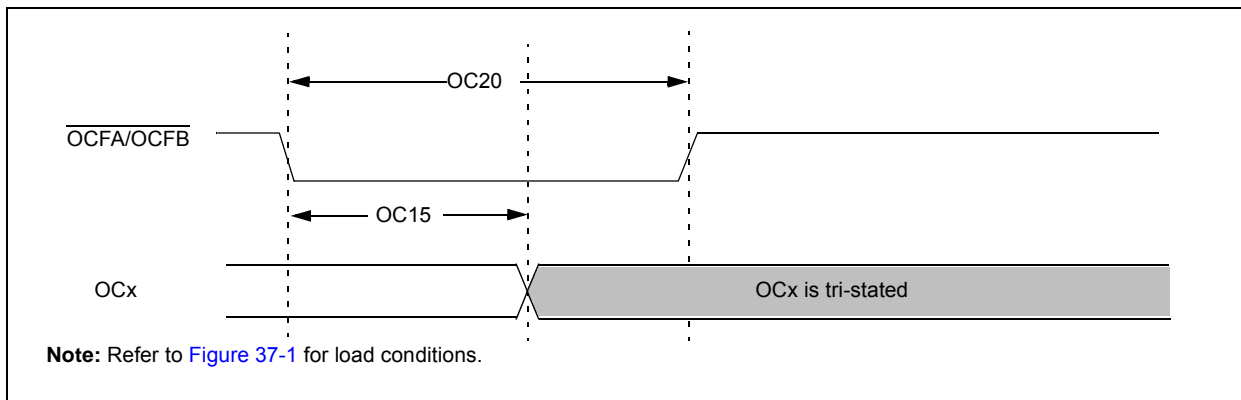 OC20
OCFA/OCFB
OC15
OCx
OCx is tri-stated
Note: Refer to Figure 37-1 for load conditions.